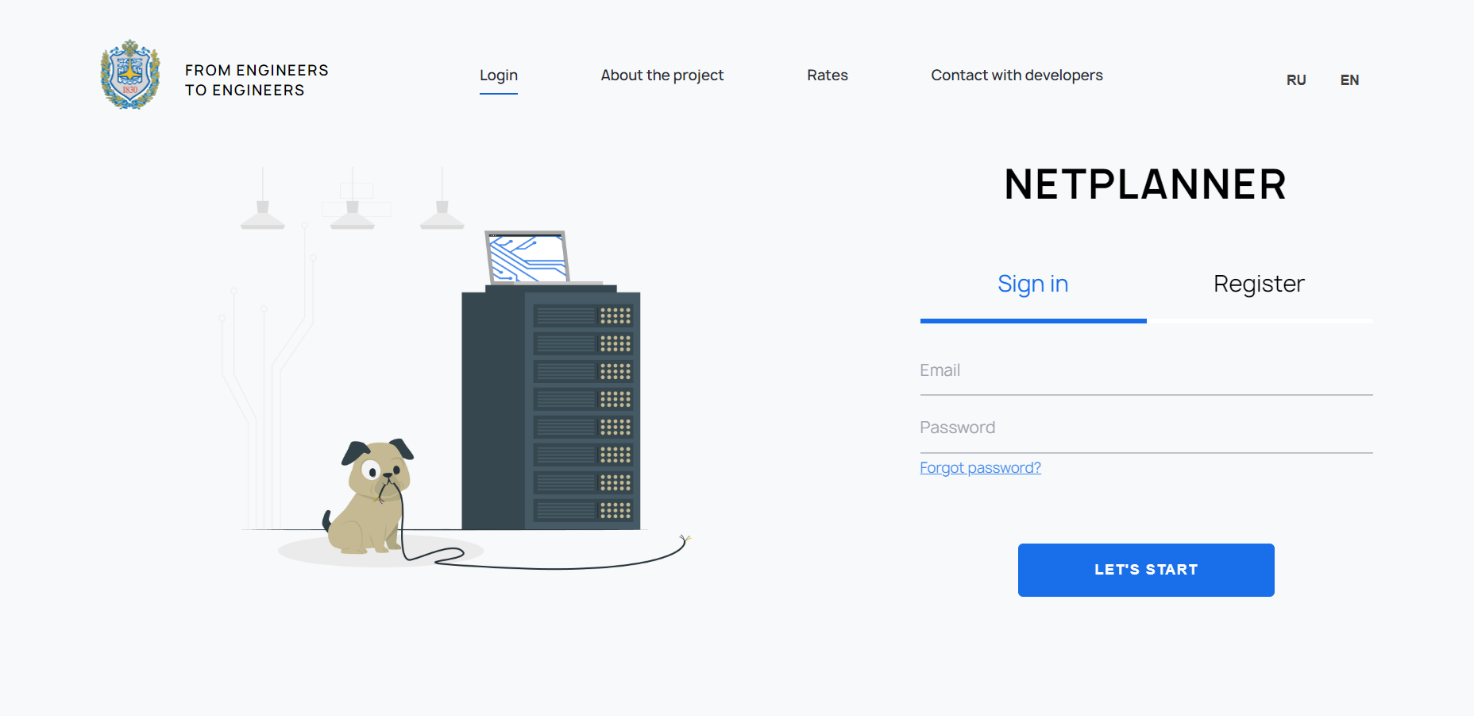 1830
FROM ENGINEERS
TO ENGINEERS
Login
About the project
Rates
Contact with developers
RU
EN
NETPLANNER
Sign in
Register
Email
Password
Forgot password?
LET'S START